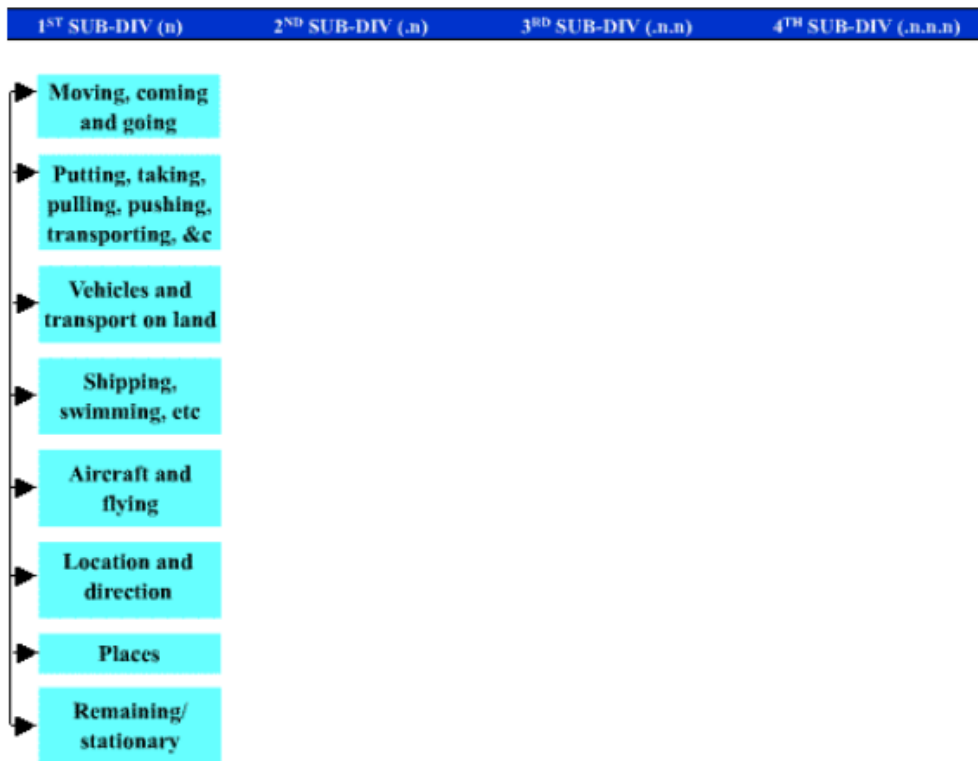 1ST SUB-DIV (n) 2ND SUB-DIV (.n) 3RD SUB-DIV (.n.n) 4TH SUB-DIV (.n.n.n)
Moving, coming
and going
Putting, taking,
pulling, pushing,
transporting, &c
Vehicles and
transport on land
Shipping,
swimming, etc
Aircraft and
flying
Location and
direction
Places
Remaining/
stationary